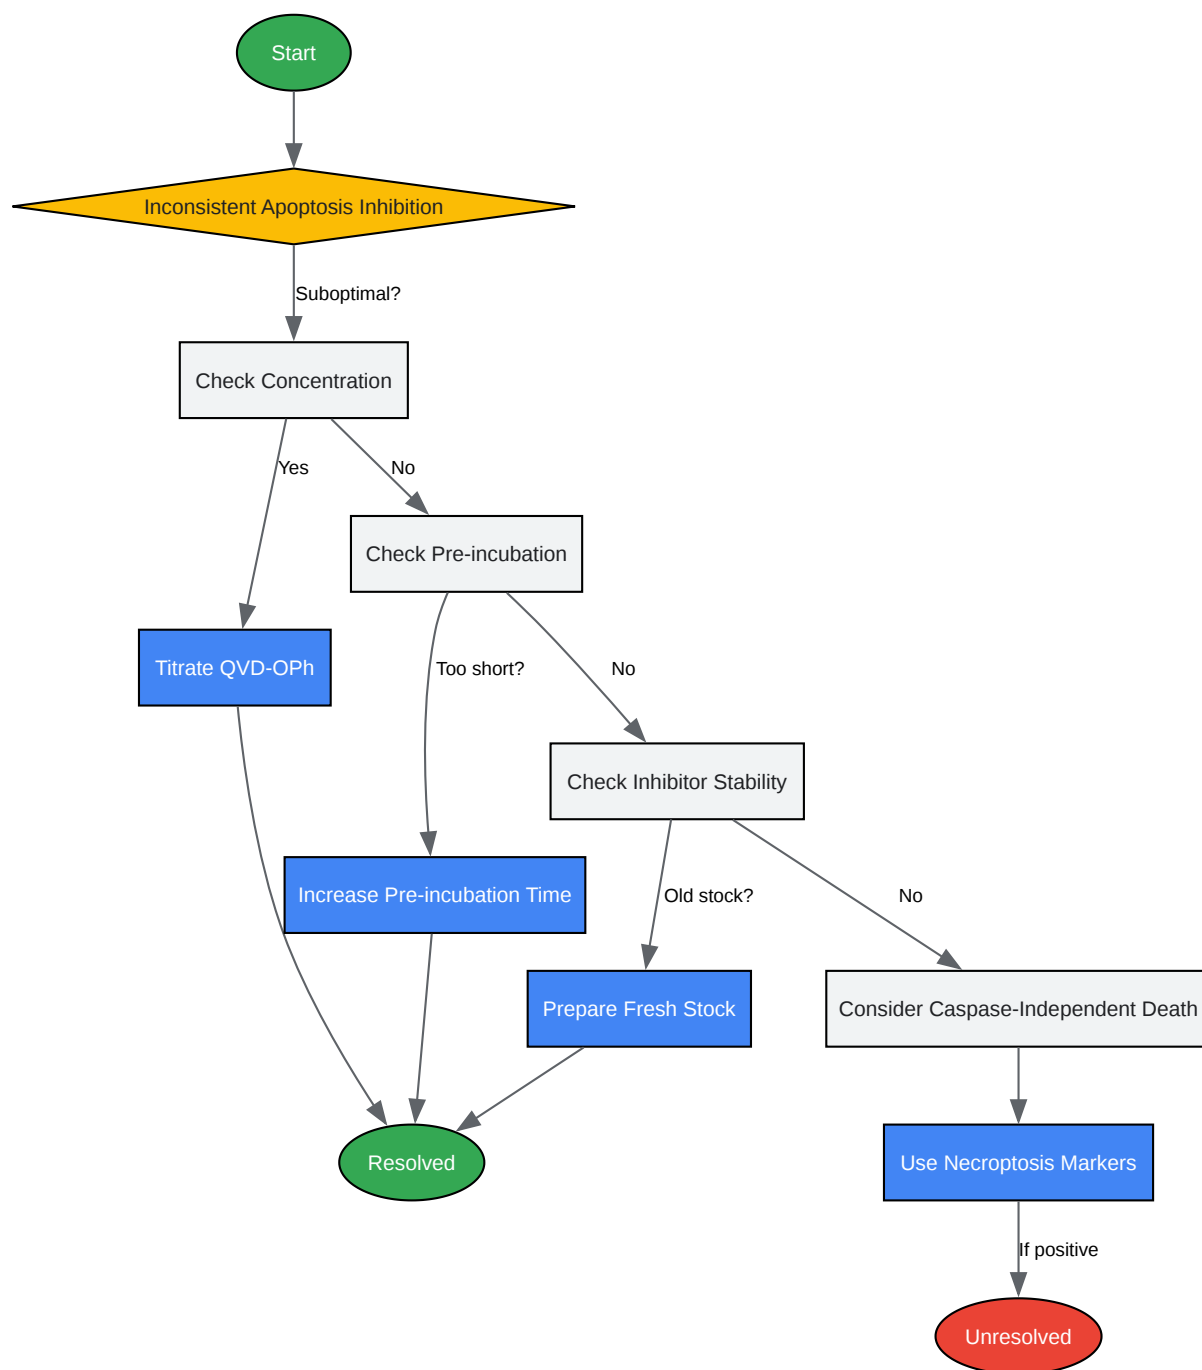 Start
Inconsistent Apoptosis Inhibition
Suboptimal?
Check Concentration
Yes
No
Check Pre-incubation
Titrate QVD-OPh
Too short?
No
Check Inhibitor Stability
Increase Pre-incubation Time
Old stock?
No
Prepare Fresh Stock
Consider Caspase-Independent Death
Resolved
Use Necroptosis Markers
If positive
Unresolved